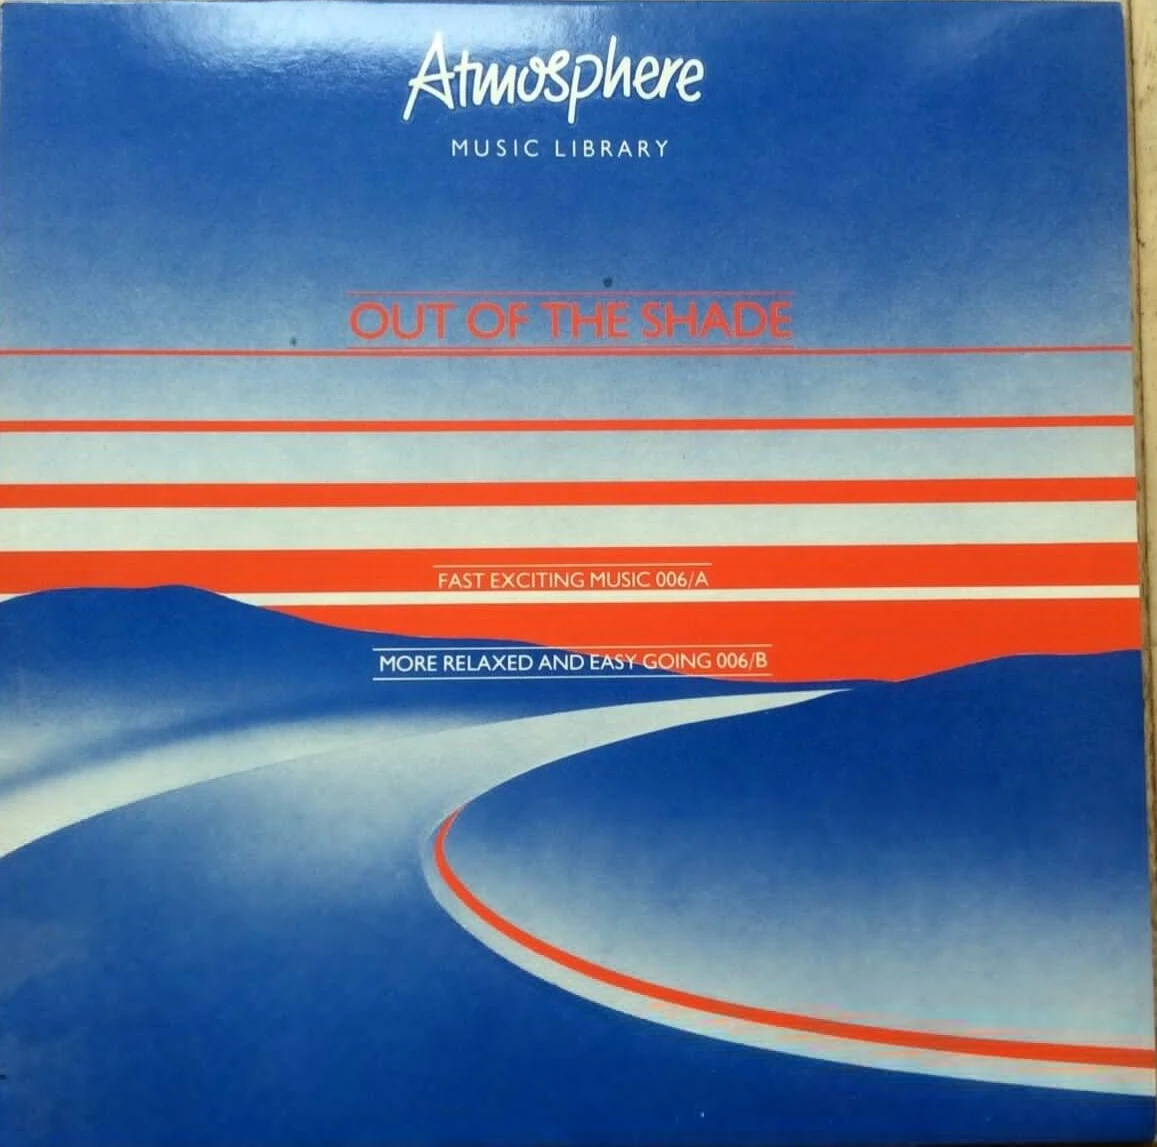 Atmosphere
MUSIC LIBRARY
OUT OF THE SHADE
FAST EXCITING MUSIC 006/A
MORE RELAXED AND EASY GOING 006/B